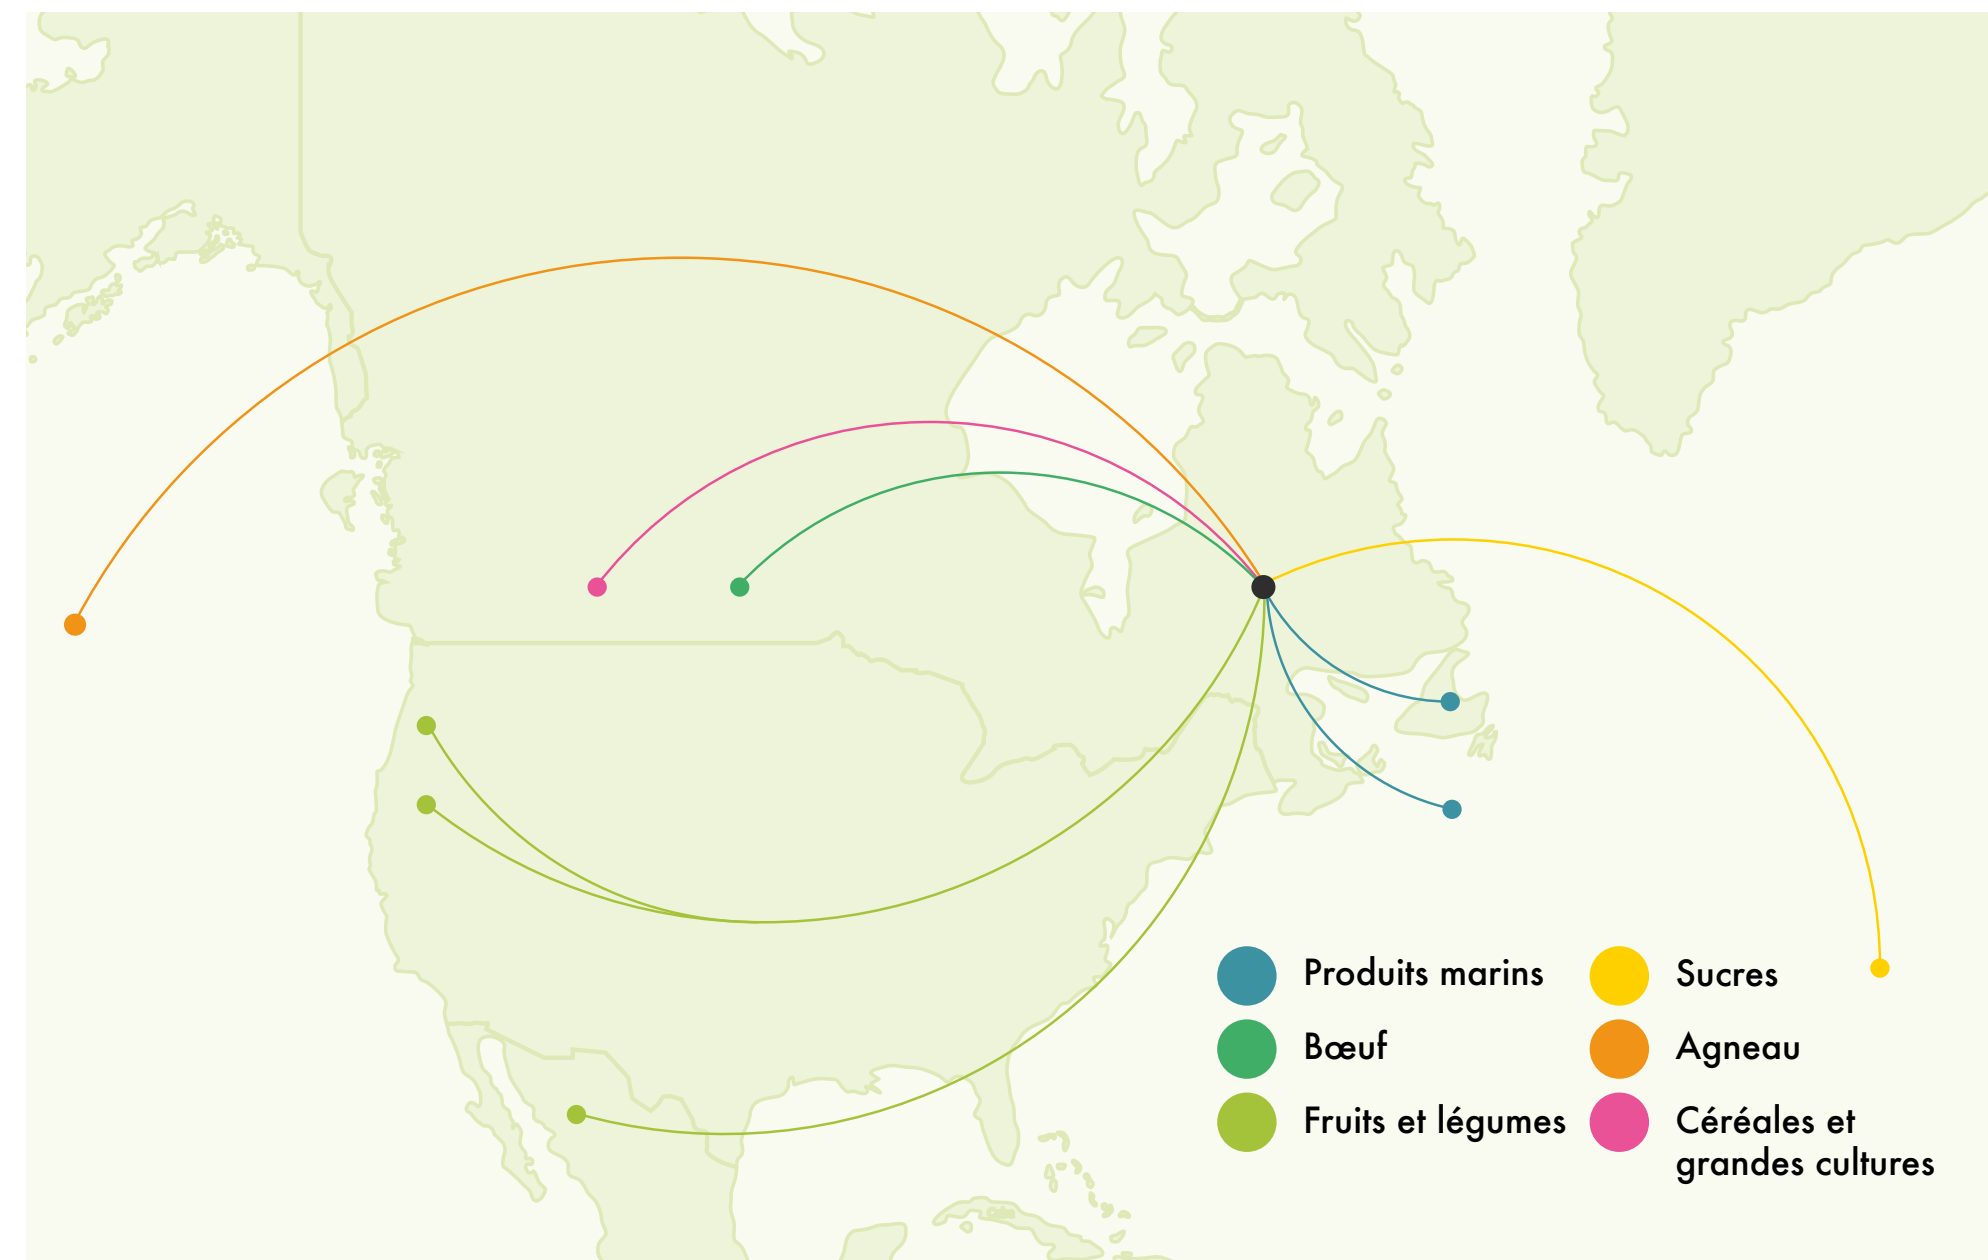 Produits marins
Bœuf
Fruits et légumes
Sucres
Agneau
Céréales et
grandes cultures